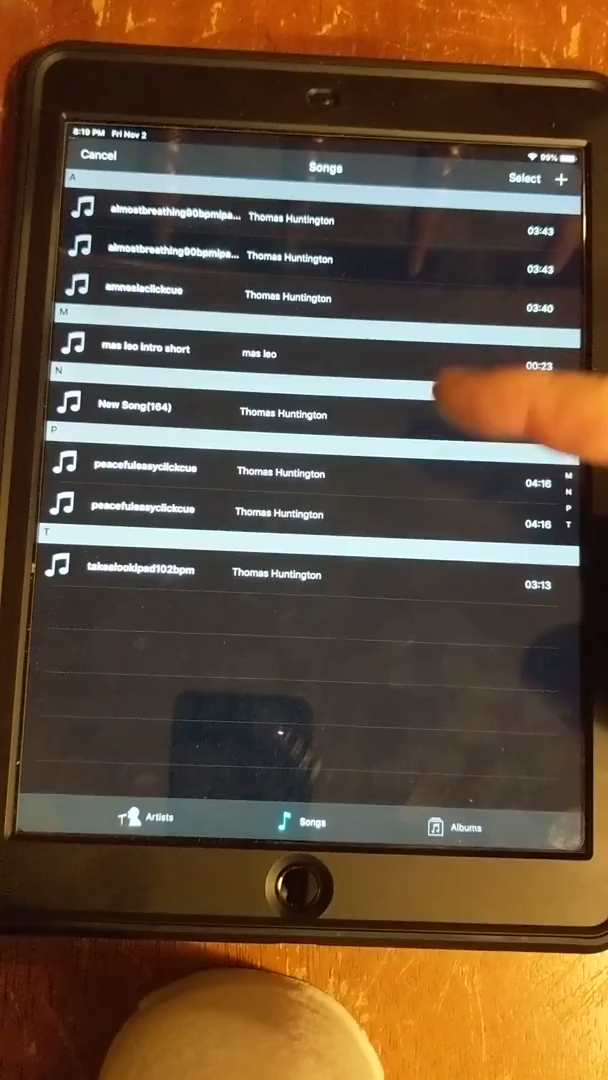 8:19 PM Fri Nov 2 99%
Cancel Songs Select +
A
almostbreathing90bpmipa... Thomas Huntington 03:43
almostbreathing90bpmipa... Thomas Huntington 03:43
amnesiaclickcue Thomas Huntington 03:40
M
mas leo intro short mas leo 00:23
N
New Song(164) Thomas Huntington
P
peacefuleasyclickcue Thomas Huntington 04:16
peacefuleasyclickcue Thomas Huntington 04:16
T
takealookipad102bpm Thomas Huntington 03:13
M
N
P
T
Artists Songs Albums